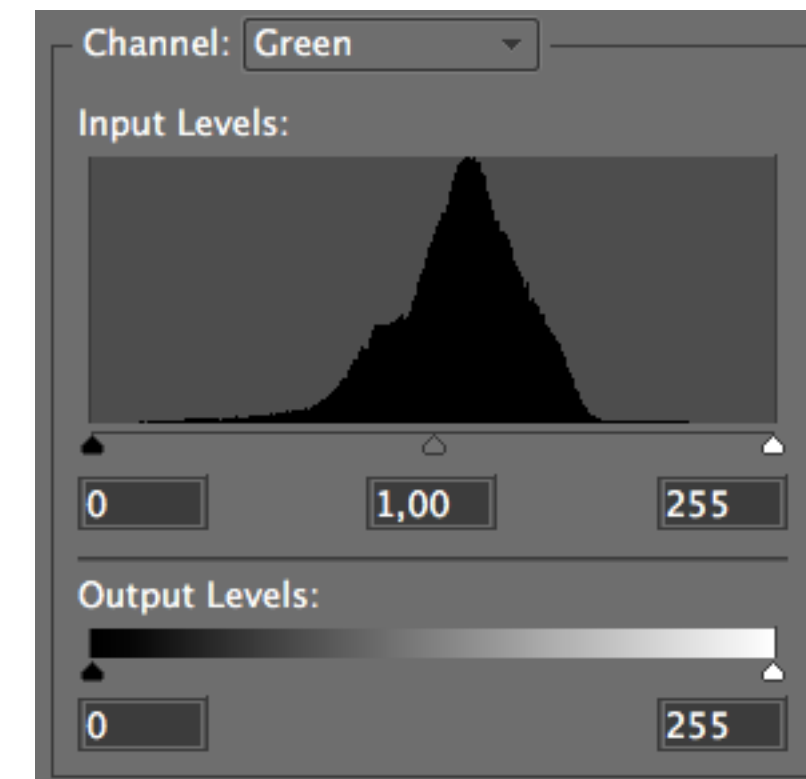 Channel: Green
Input Levels:
0 1,00 255
Output Levels:
0 255